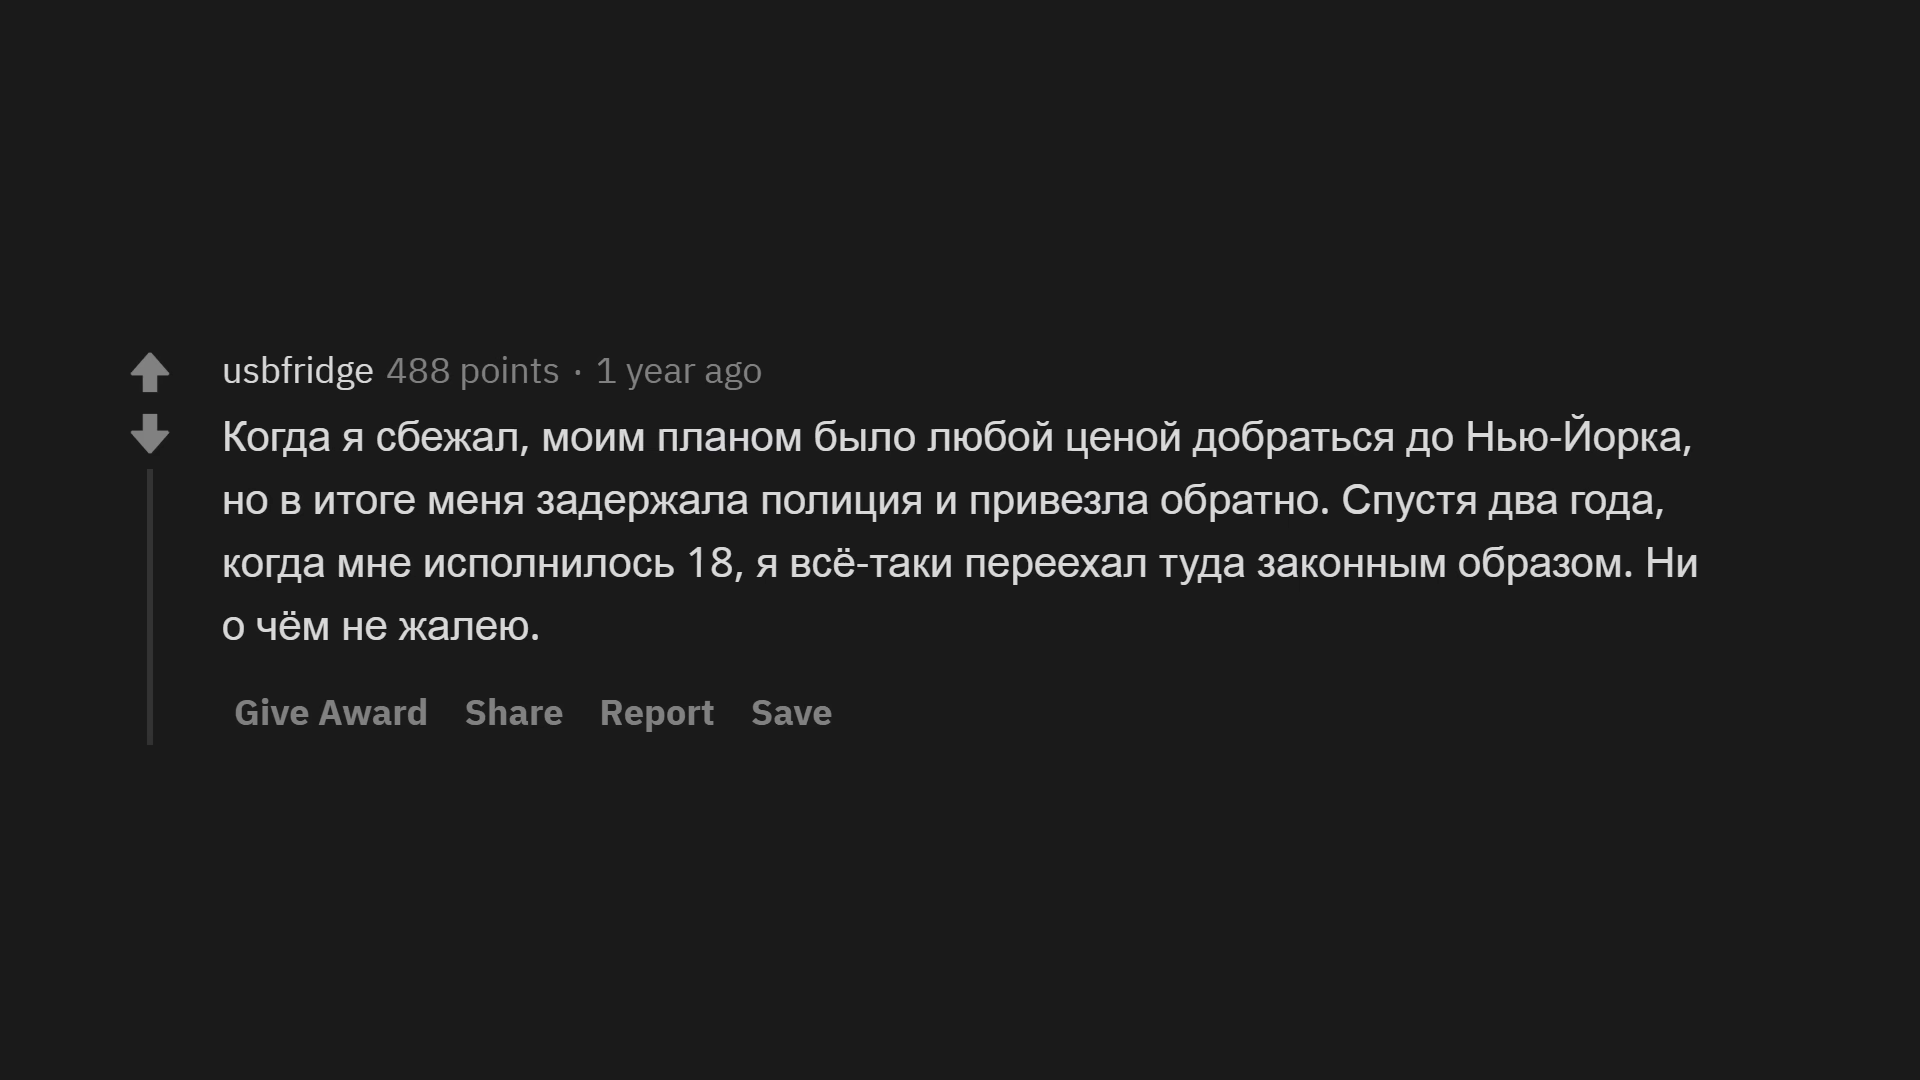 usbfridge 488 points · 1 year ago
Когда я сбежал, моим планом было любой ценой добраться до Нью-Йорка,
но в итоге меня задержала полиция и привезла обратно. Спустя два года,
когда мне исполнилось 18, я всё-таки переехал туда законным образом. Ни
о чём не жалею.
Give Award Share Report Save